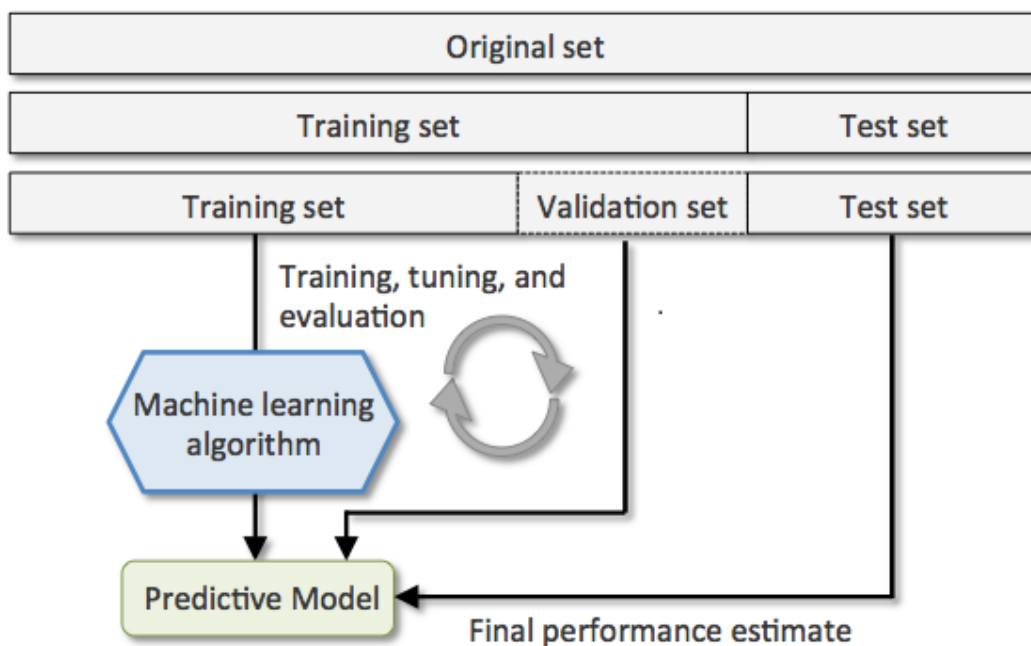 Original set
Training set
Test set
Training set
Validation set
Test set
Training, tuning, and
evaluation
Machine learning
algorithm
Predictive Model
Final performance estimate